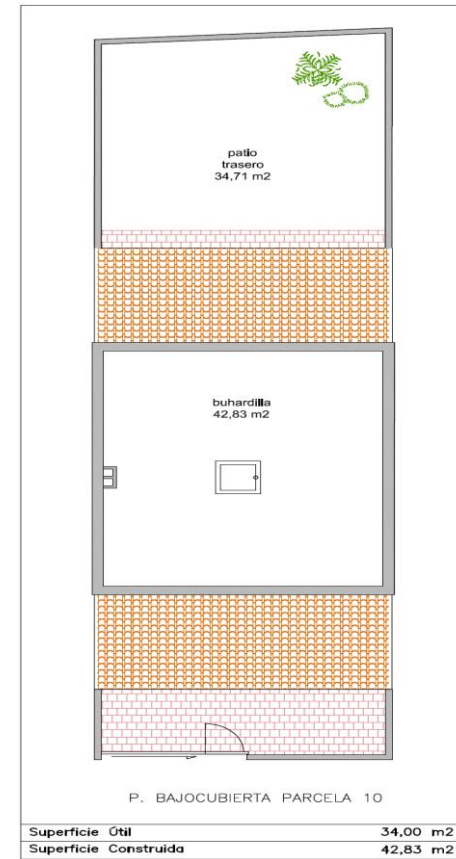 patio
trasero
34,71 m2
buhardilla
42,83 m2
P. BAJOCUBIERTA PARCELA 10
Superficie Útil 34,00 m2
Superficie Construida 42,83 m2